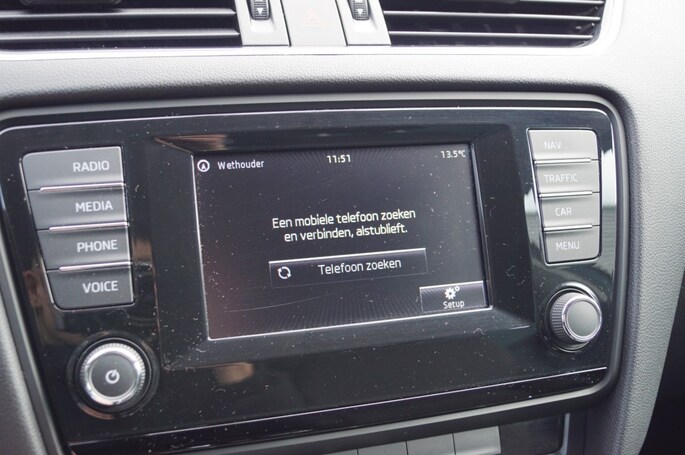 RADIO
MEDIA
PHONE
VOICE
Wethouder
11:51
13.5°C
Een mobiele telefoon zoeken
en verbinden, alstublieft.
Telefoon zoeken
Setup
NAV
TRAFFIC
CAR
MENU